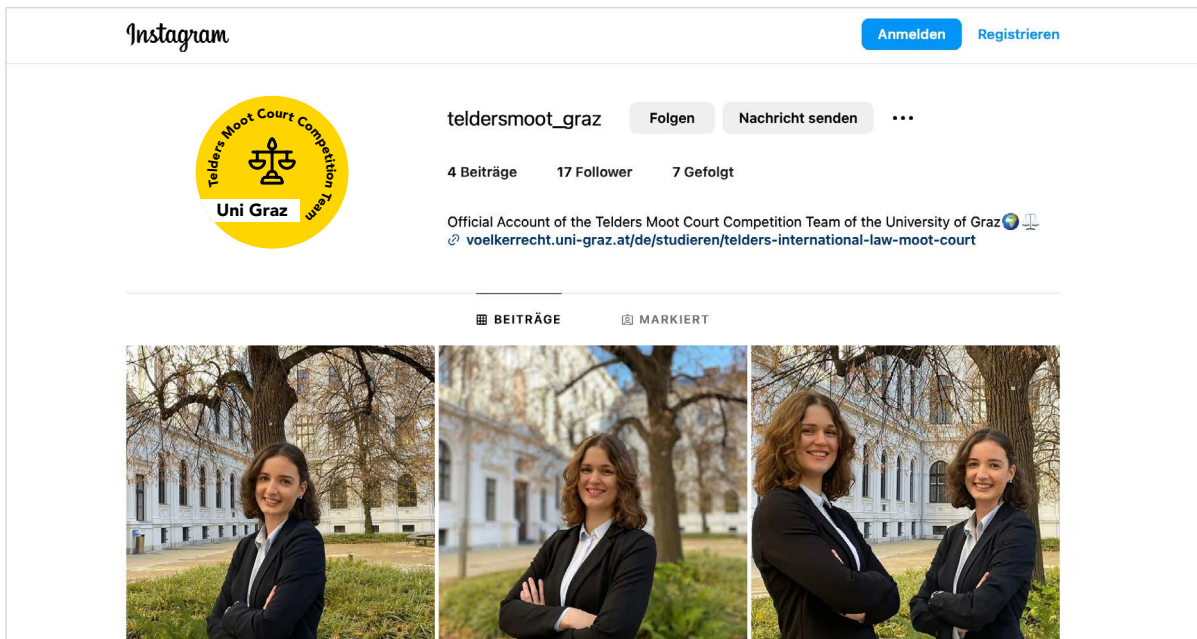 Instagram
Anmelden Registrieren
Telders Moot Court Competition Team
Uni Graz
teldersmoot_graz Folgen Nachricht senden
4 Beiträge 17 Follower 7 Gefolgt
Official Account of the Telders Moot Court Competition Team of the University of Graz🌍⚖️
voelkerrecht.uni-graz.at/de/studieren/telders-international-law-moot-court
BEITRÄGE MARKIERT